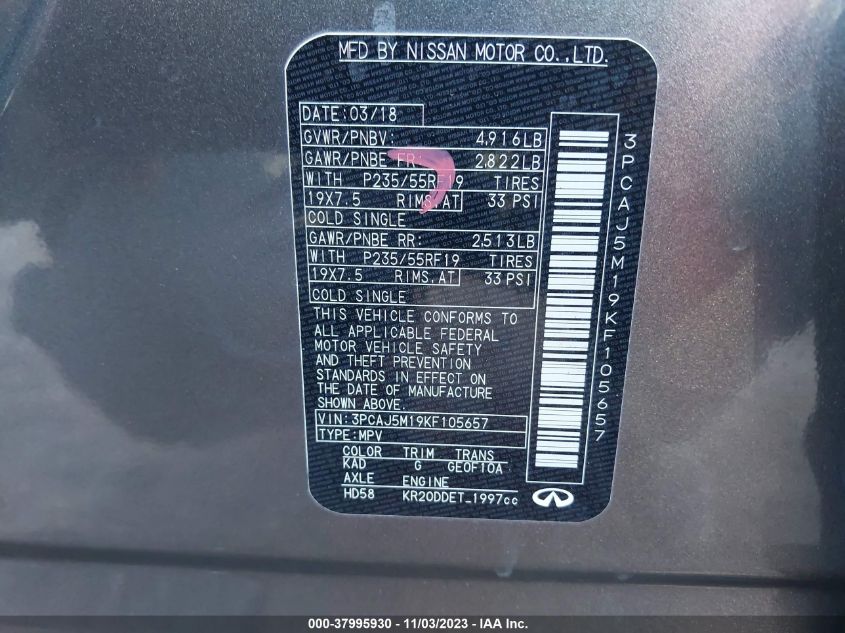 MFD BY NISSAN MOTOR CO.,LTD.
DATE:03/18
GVWR/PNBV: 4,916LB
GAWR/PNBE FR: 2,822LB
WITH P235/55RF19 TIRES
19X7.5 RIMS,AT 33 PSI
COLD SINGLE
GAWR/PNBE RR: 2,513LB
WITH P235/55RF19 TIRES
19X7.5 RIMS,AT 33 PSI
COLD SINGLE
THIS VEHICLE CONFORMS TO
ALL APPLICABLE FEDERAL
MOTOR VEHICLE SAFETY
AND THEFT PREVENTION
STANDARDS IN EFFECT ON
THE DATE OF MANUFACTURE
SHOWN ABOVE.
VIN:3PCAJ5M19KF105657
TYPE:MPV
COLOR TRIM TRANS
KAD G GE0F10A
AXLE ENGINE
HD58 KR20DDET_1997cc
3PCAJ5M19KF105657
000-37995930 - 11/03/2023 - IAA Inc.